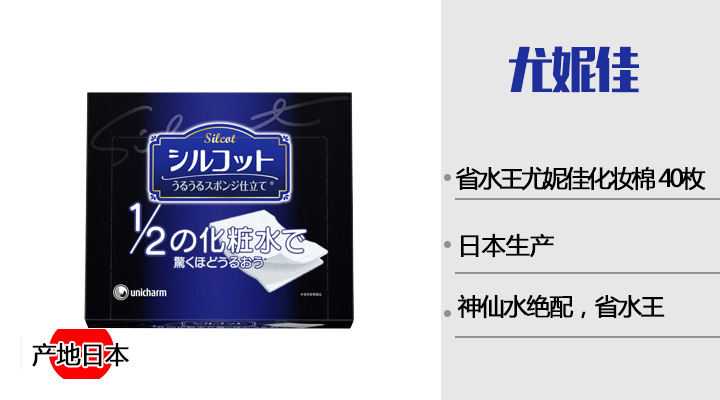 Silcot
Silcot
シルコット
うるうるスポンジ仕立て®
1/2の化粧水で
驚くほどうるおう*
unicharm
产地日本
尤妮佳
省水王尤妮佳化妆棉 40枚
日本生产
神仙水绝配，省水王